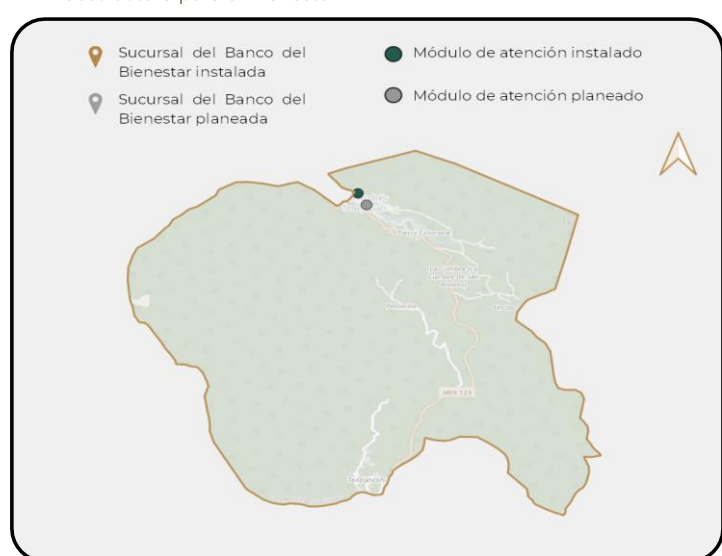 Sucursal del Banco del
Bienestar instalada
Sucursal del Banco del
Bienestar planeada
Módulo de atención instalado
Módulo de atención planeado
MEX 123